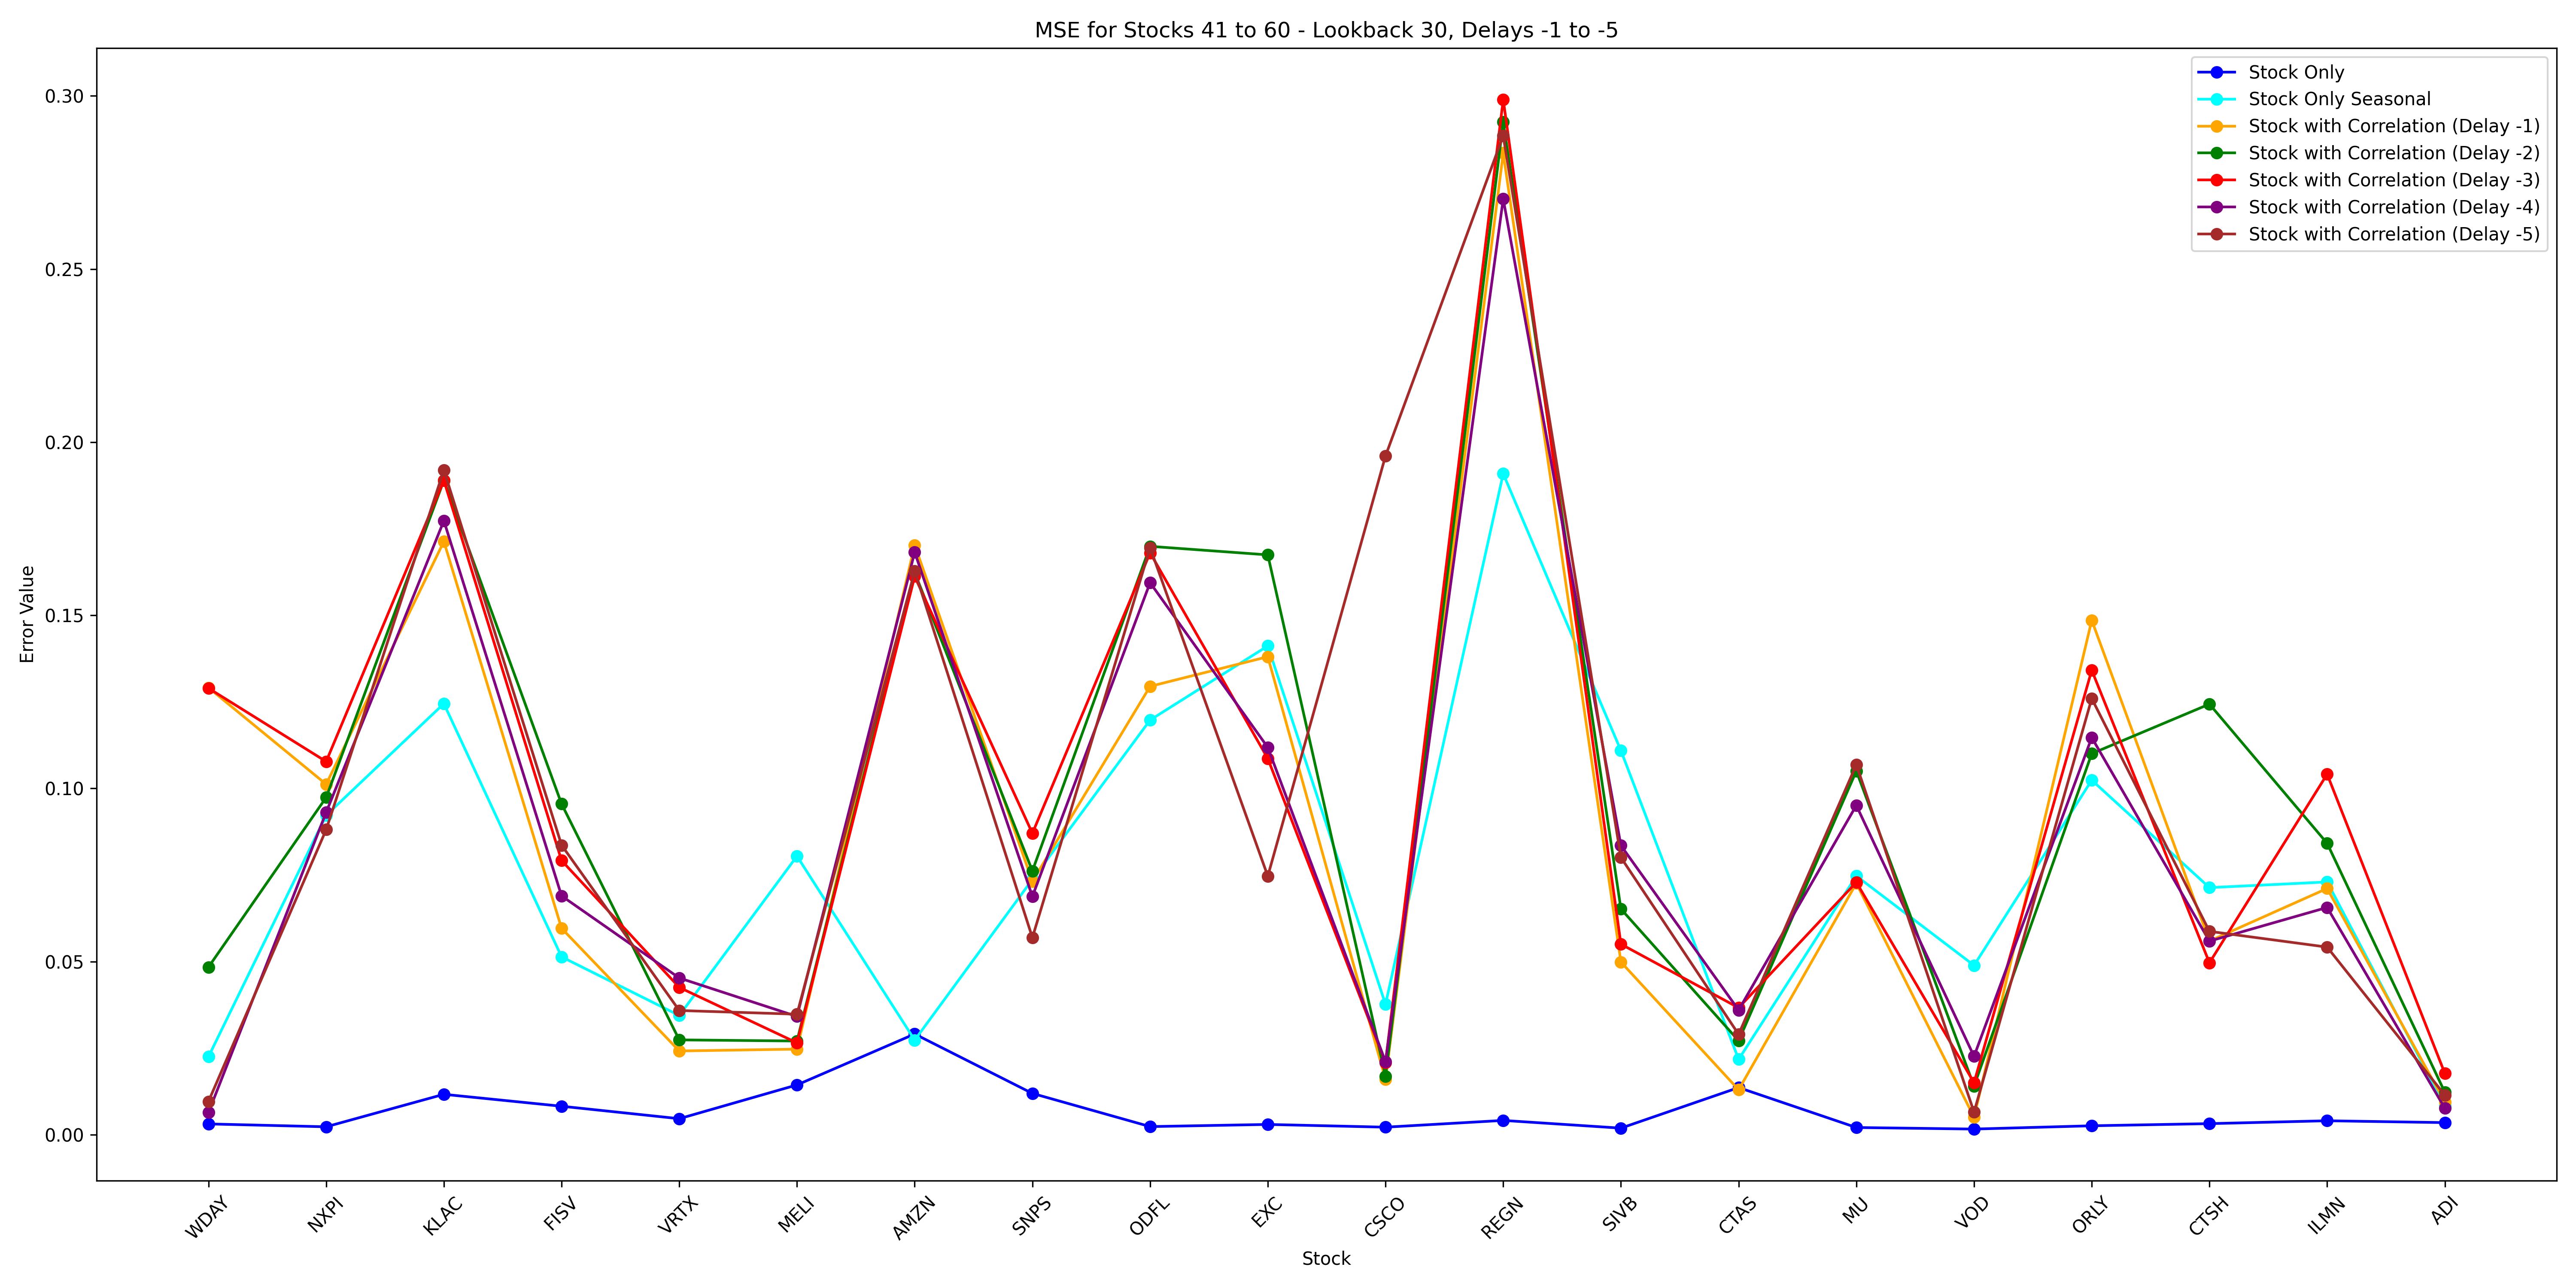 MSE for Stocks 41 to 60 - Lookback 30, Delays -1 to -5
Stock Only
Stock Only Seasonal
Stock with Correlation (Delay -1)
Stock with Correlation (Delay -2)
Stock with Correlation (Delay -3)
Stock with Correlation (Delay -4)
Stock with Correlation (Delay -5)
Error Value
0.30
0.25
0.20
0.15
0.10
0.05
0.00
WDAY
NXPI
KLAC
FISV
VRTX
MELI
AMZN
SNPS
ODFL
EXC
CSCO
REGN
SIVB
CTAS
MU
VOD
ORLY
CTSH
ILMN
ADI
Stock